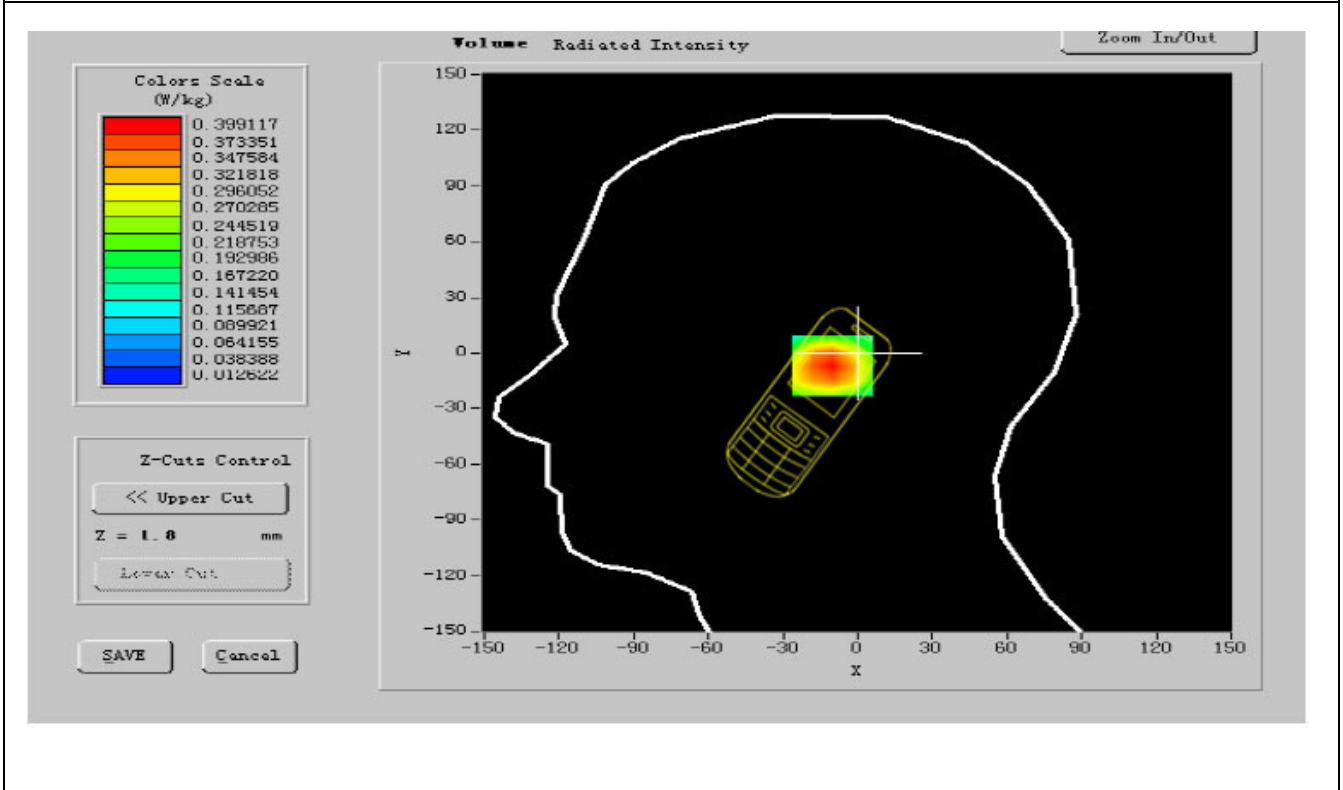 Volume Radiated Intensity
Zoom In/Out
Colors Scale
(W/kg)
0.399117
0.373351
0.347584
0.321818
0.296052
0.270285
0.244519
0.218753
0.192986
0.167220
0.141454
0.115687
0.089921
0.064155
0.038388
0.012622
Z-Cuts Control
<< Upper Cut
Z = 1.8 mm
Lower Cut
SAVE
Cancel
150
120
90
60
30
0
-30
-60
-90
-120
-150
Y
-150 -120 -90 -60 -30 0 30 60 90 120 150
X